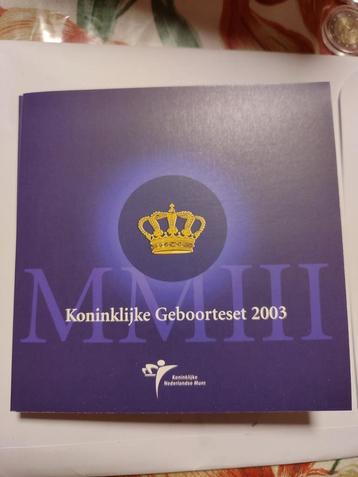 MMIII
Koninklijke Geboorteset 2003
Koninklijke
Nederlandse Munt